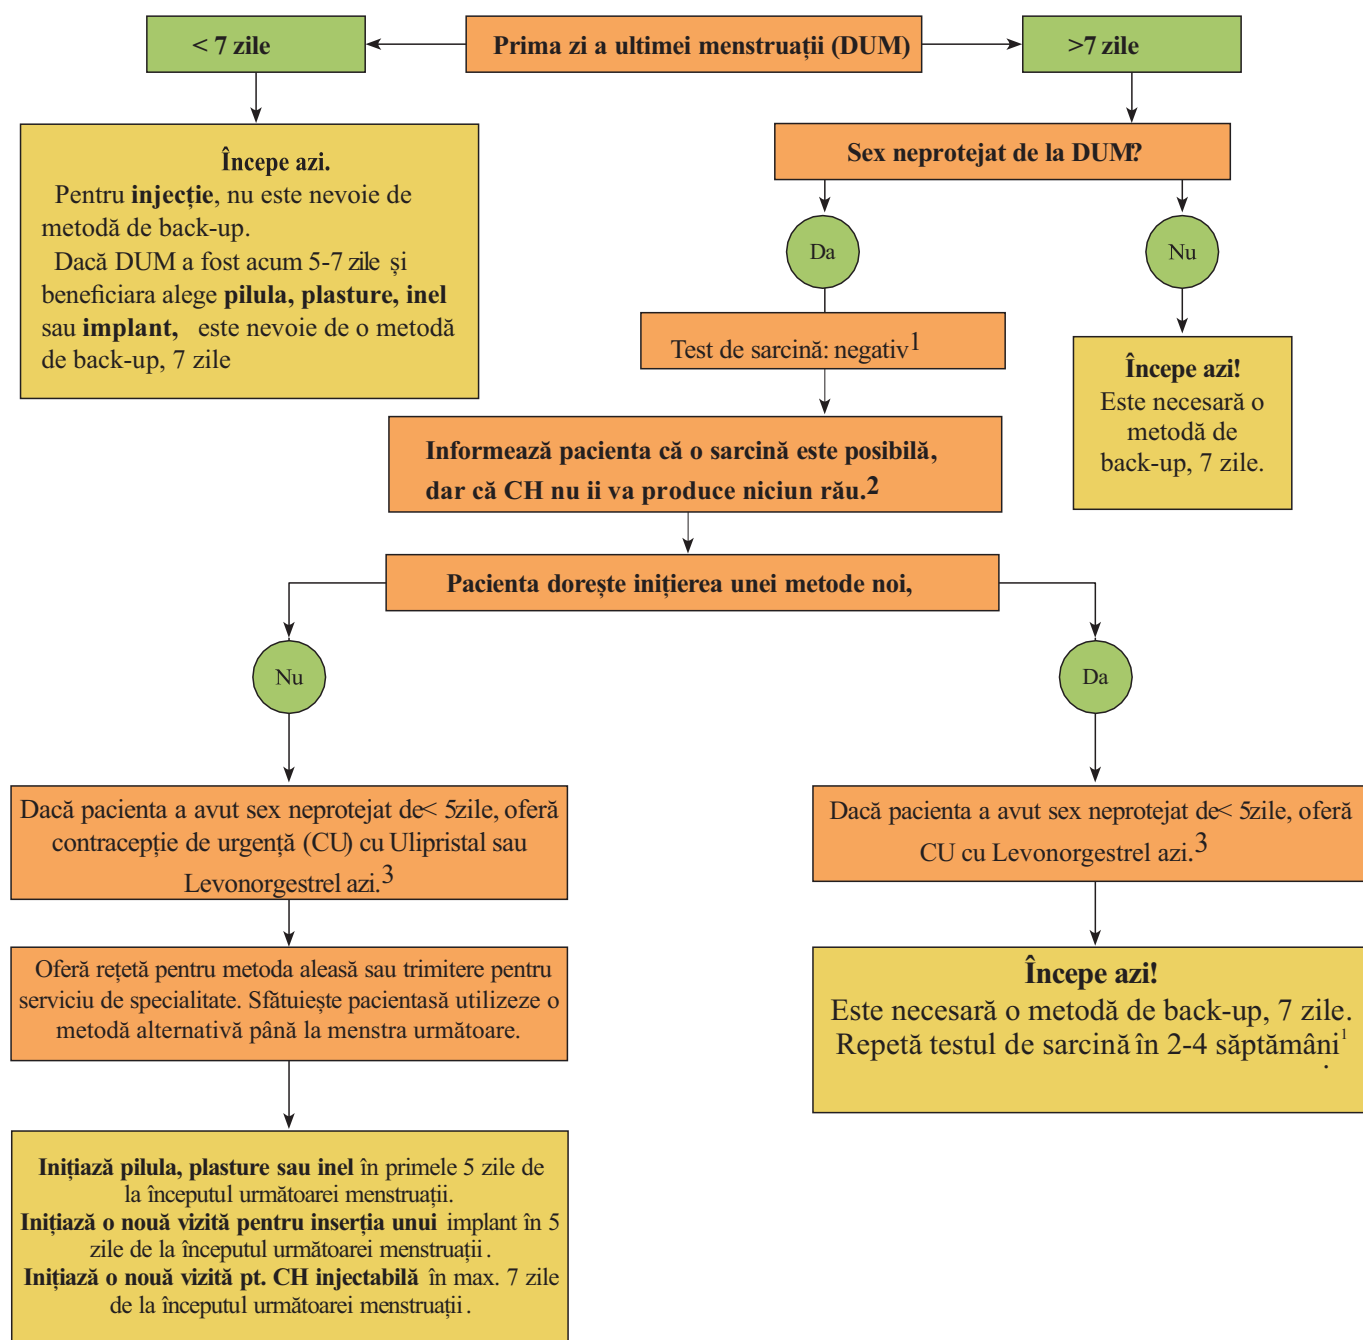 < 7 zile
Prima zi a ultimei menstruații (DUM)
>7 zile
Începe azi.
Pentru injecție, nu este nevoie de
metodă de back-up.
Dacă DUM a fost acum 5-7 zile și
beneficiara alege pilula, plasture, inel
sau implant, este nevoie de o metodă
de back-up, 7 zile
Sex neprotejat de la DUM?
Da
Nu
Test de sarcină: negativ1
Începe azi!
Este necesară o
metodă de
back-up, 7 zile.
Informează pacienta că o sarcină este posibilă,
dar că CH nu ii va produce niciun rău.2
Pacienta dorește inițierea unei metode noi,
Nu
Da
Dacă pacienta a avut sex neprotejat de< 5zile, oferă
contracepție de urgență (CU) cu Ulipristal sau
Levonorgestrel azi.3
Dacă pacienta a avut sex neprotejat de< 5zile, oferă
CU cu Levonorgestrel azi.3
Oferă rețetă pentru metoda aleasă sau trimitere pentru
serviciu de specialitate. Sfătuiește pacientasă utilizeze o
metodă alternativă până la menstra următoare.
Începe azi!
Este necesară o metodă de back-up, 7 zile.
Repetă testul de sarcină în 2-4 săptămâni1
.
Inițiază pilula, plasture sau inel în primele 5 zile de
la începutul următoarei menstruații.
Inițiază o nouă vizită pentru inserția unui implant în 5
zile de la începutul următoarei menstruații.
Inițiază o nouă vizită pt. CH injectabilă în max. 7 zile
de la începutul următoarei menstruații.